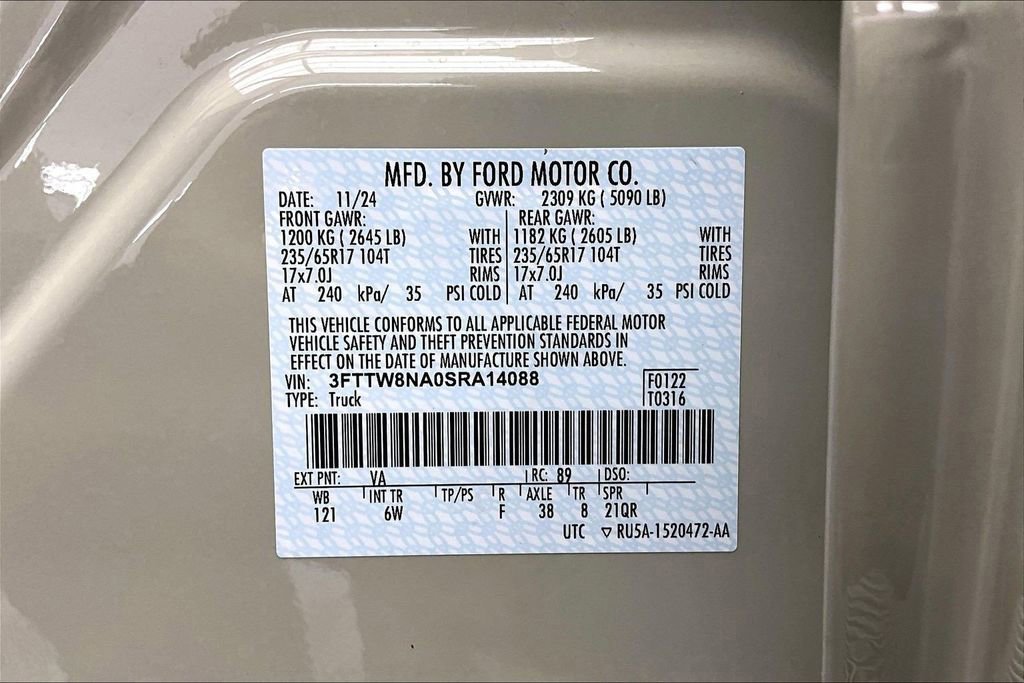 MFD. BY FORD MOTOR CO.
DATE: 11/24 GVWR: 2309 KG ( 5090 LB)
FRONT GAWR: REAR GAWR:
1200 KG ( 2645 LB) WITH 1182 KG ( 2605 LB) WITH
235/65R17 104T TIRES 235/65R17 104T TIRES
17x7.0J RIMS 17x7.0J RIMS
AT 240 kPa/ 35 PSI COLD AT 240 kPa/ 35 PSI COLD
THIS VEHICLE CONFORMS TO ALL APPLICABLE FEDERAL MOTOR
VEHICLE SAFETY AND THEFT PREVENTION STANDARDS IN
EFFECT ON THE DATE OF MANUFACTURE SHOWN ABOVE.
VIN: 3FTTW8NA0SRA14088 F0122
TYPE: Truck T0316
EXT PNT: VA RC: 89 DSO:
WB INT TR TP/PS R AXLE TR SPR
121 6W F 38 8 21QR
UTC ▽ RU5A-1520472-AA